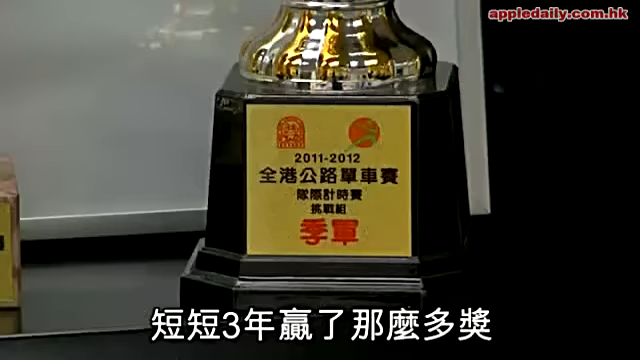 appledaily.com.hk
2011-2012
全港公路單車賽
隊際計時賽
挑戰組
季軍
短短3年贏了那麼多獎